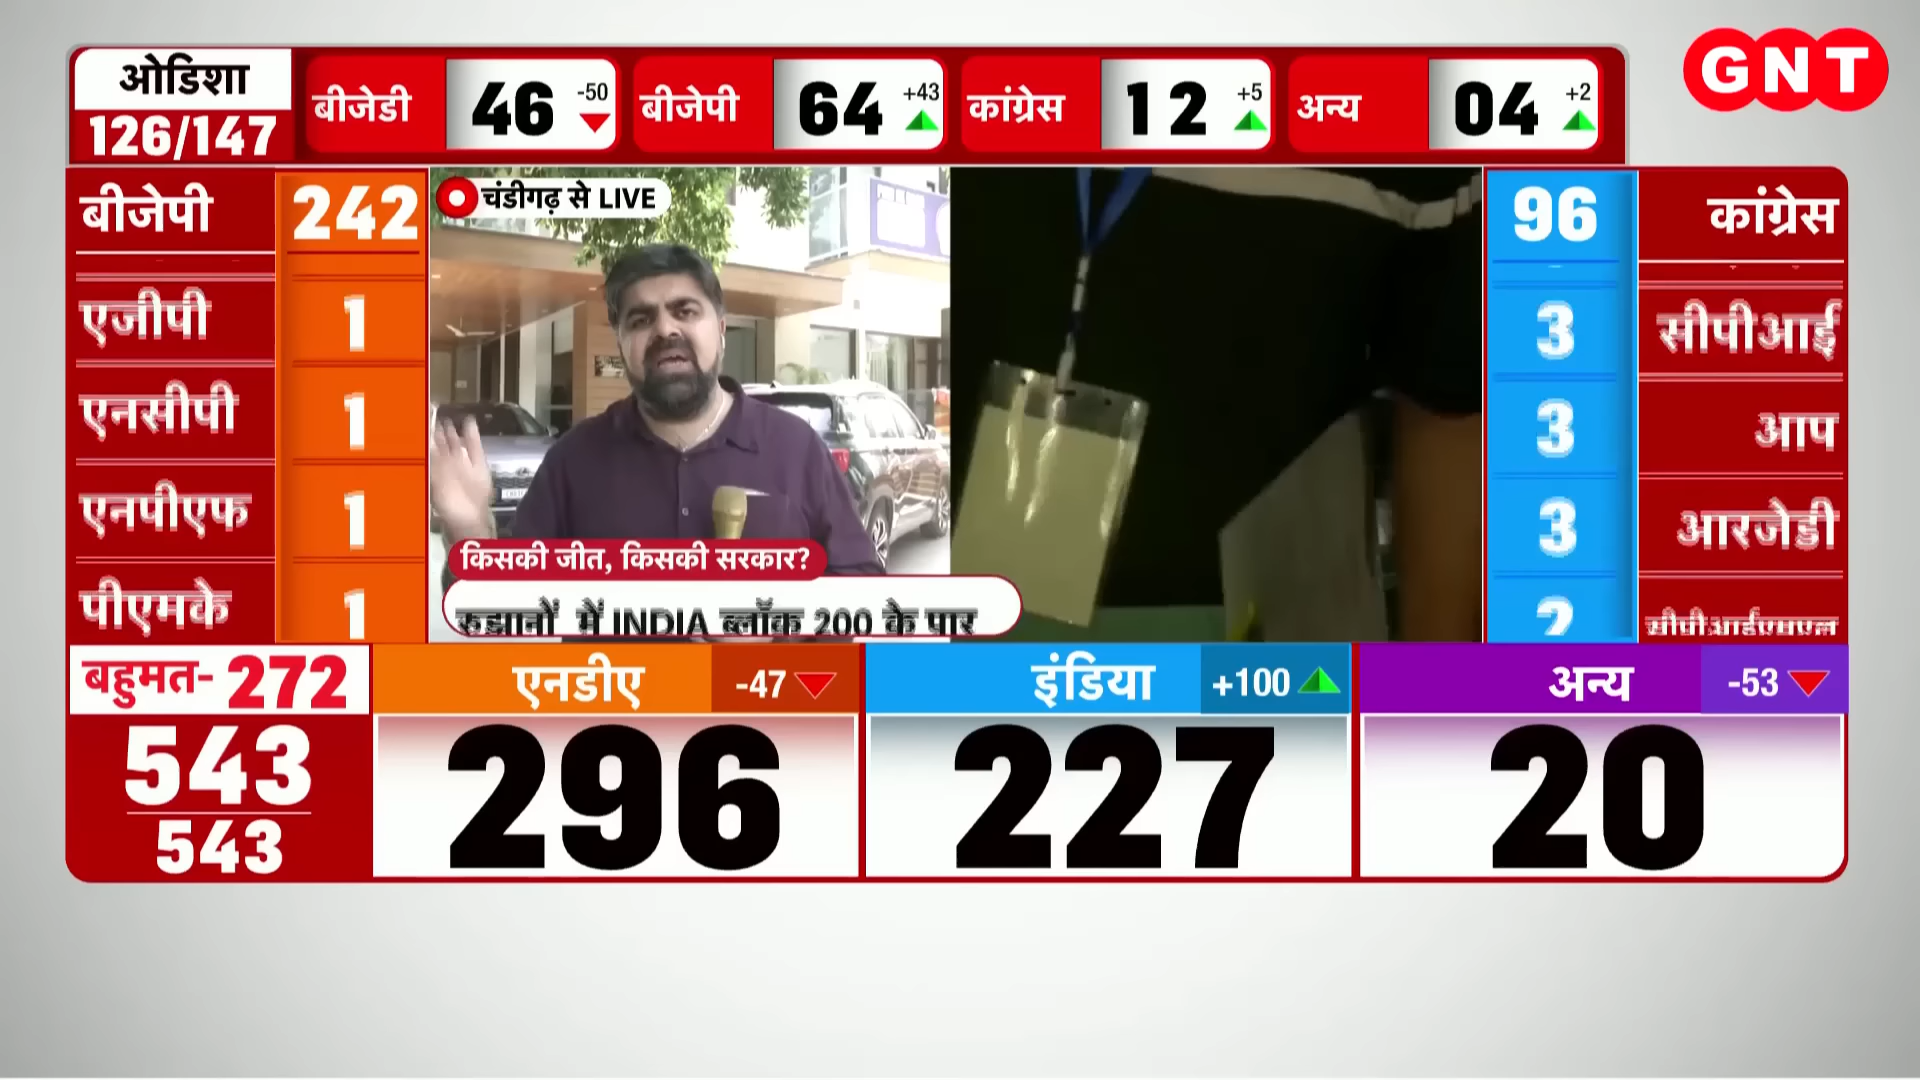 ओडिशा
126/147
बीजेडी 46 -50
बीजेपी 64 +43
कांग्रेस 12 +5
अन्य 04 +2
GNT
बीजेपी 242
एजीपी 1
एनसीपी 1
एनपीएफ 1
पीएमके 1
चंडीगढ़ से LIVE
किसकी जीत, किसकी सरकार?
रुझानों में INDIA ब्लॉक 200 के पार
96 कांग्रेस
3 सीपीआई
3 आप
3 आरजेडी
2 सीपीआईएमएल
बहुमत- 272
543
543
एनडीए -47
296
इंडिया +100
227
अन्य -53
20